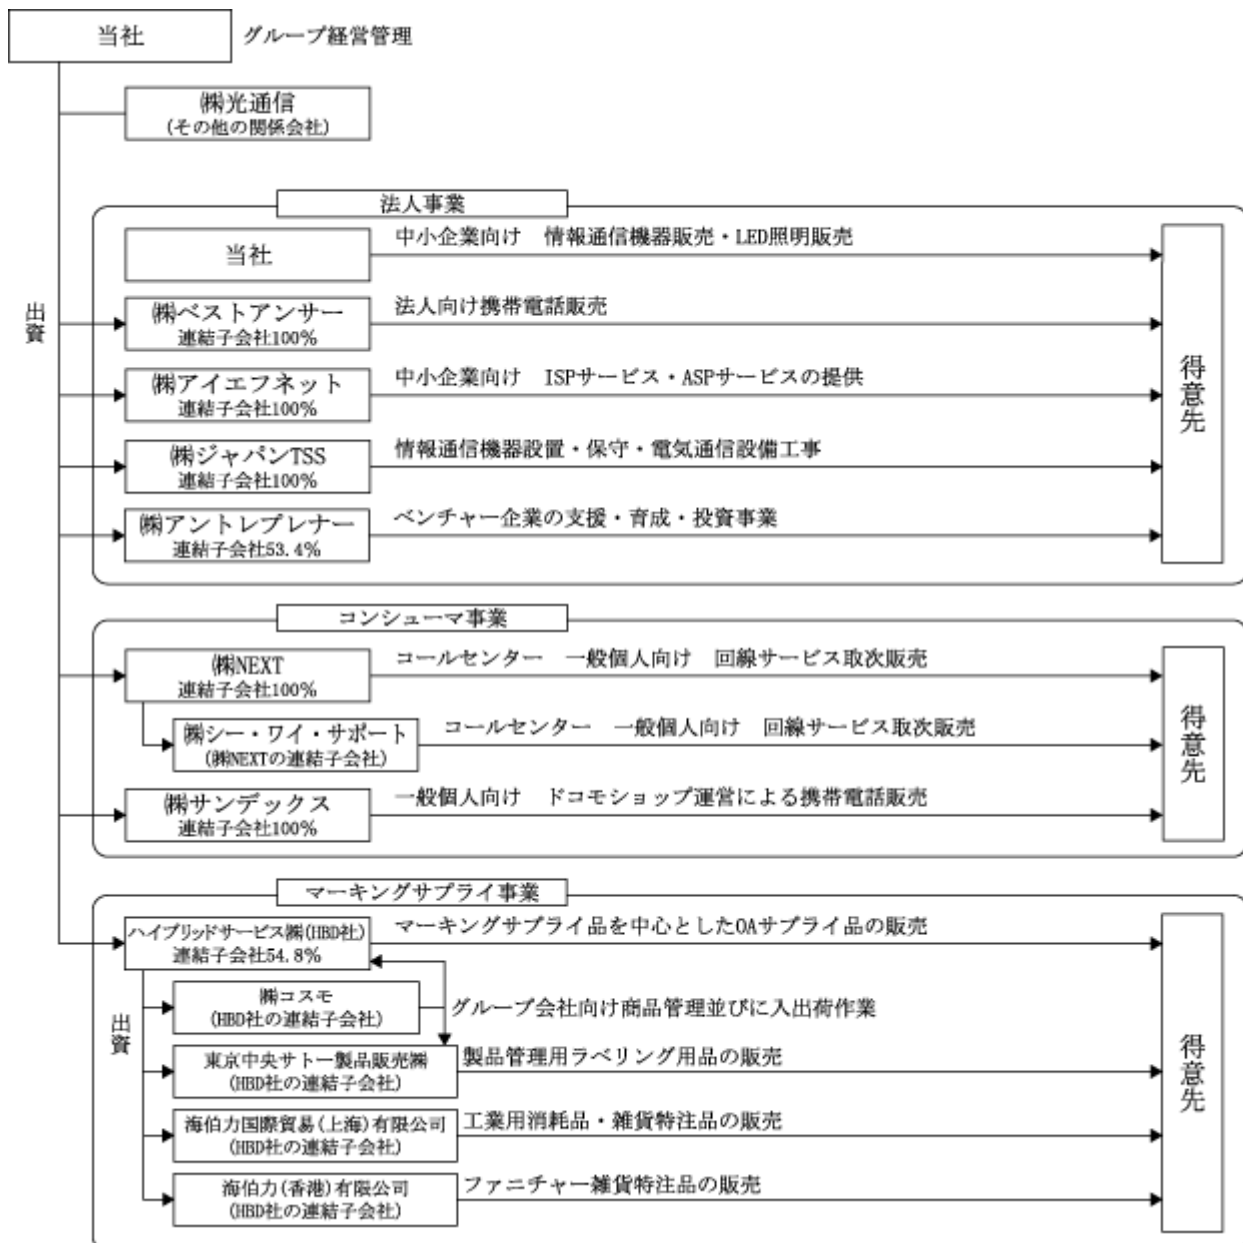 当社
グループ経営管理
㈱光通信
(その他の関係会社)
法人事業
当社
中小企業向け　情報通信機器販売・LED照明販売
出資
㈱ベストアンサー
連結子会社100%
法人向け携帯電話販売
㈱アイエフネット
連結子会社100%
中小企業向け　ISPサービス・ASPサービスの提供
得意先
㈱ジャパンTSS
連結子会社100%
情報通信機器設置・保守・電気通信設備工事
㈱アントレプレナー
連結子会社53.4%
ベンチャー企業の支援・育成・投資事業
コンシューマ事業
㈱NEXT
連結子会社100%
コールセンター　一般個人向け　回線サービス取次販売
㈱シー・ワイ・サポート
(㈱NEXTの連結子会社)
コールセンター　一般個人向け　回線サービス取次販売
得意先
㈱サンデックス
連結子会社100%
一般個人向け　ドコモショップ運営による携帯電話販売
マーキングサプライ事業
ハイブリッドサービス㈱(HBD社)
連結子会社54.8%
マーキングサプライ品を中心としたOAサプライ品の販売
出資
㈱コスモ
(HBD社の連結子会社)
グループ会社向け商品管理並びに入出荷作業
東京中央サトー製品販売㈱
(HBD社の連結子会社)
製品管理用ラベリング用品の販売
得意先
海伯力国際貿易(上海)有限公司
(HBD社の連結子会社)
工業用消耗品・雑貨特注品の販売
海伯力(香港)有限公司
(HBD社の連結子会社)
ファニチャー雑貨特注品の販売